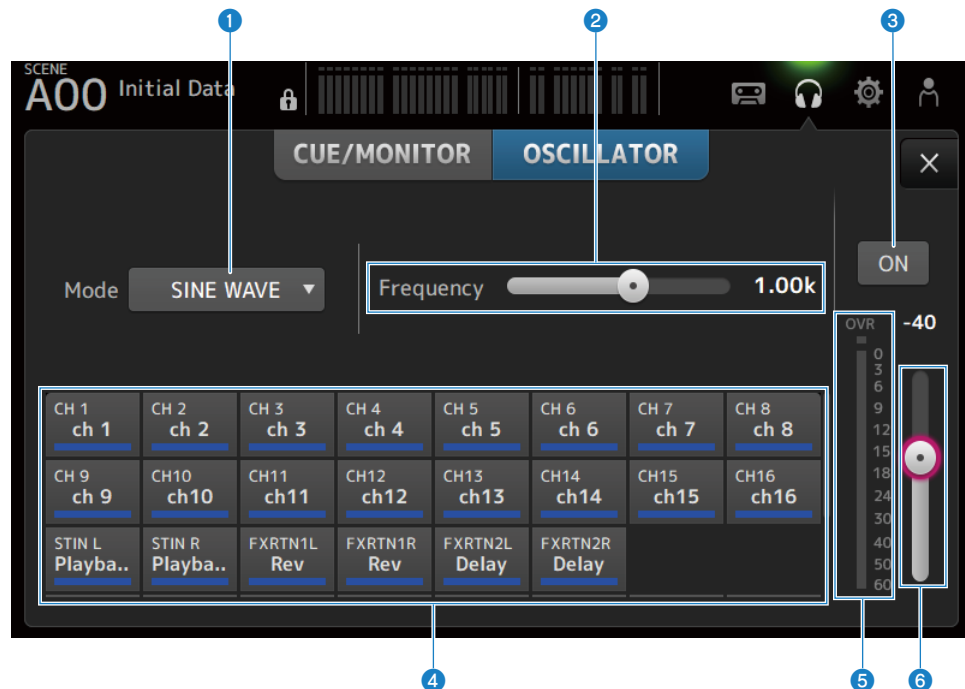 1 2 3
SCENE
A00 Initial Data
CUE/MONITOR OSCILLATOR
ON
Mode SINE WAVE Frequency 1.00k
OVR -40
0
3
6
9
12
15
18
24
30
40
50
60
CH 1 CH 2 CH 3 CH 4 CH 5 CH 6 CH 7 CH 8
ch 1 ch 2 ch 3 ch 4 ch 5 ch 6 ch 7 ch 8
CH 9 CH10 CH11 CH12 CH13 CH14 CH15 CH16
ch 9 ch10 ch11 ch12 ch13 ch14 ch15 ch16
STIN L STIN R FXRTN1L FXRTN1R FXRTN2L FXRTN2R
Playba.. Playba.. Rev Rev Delay Delay
4 5 6